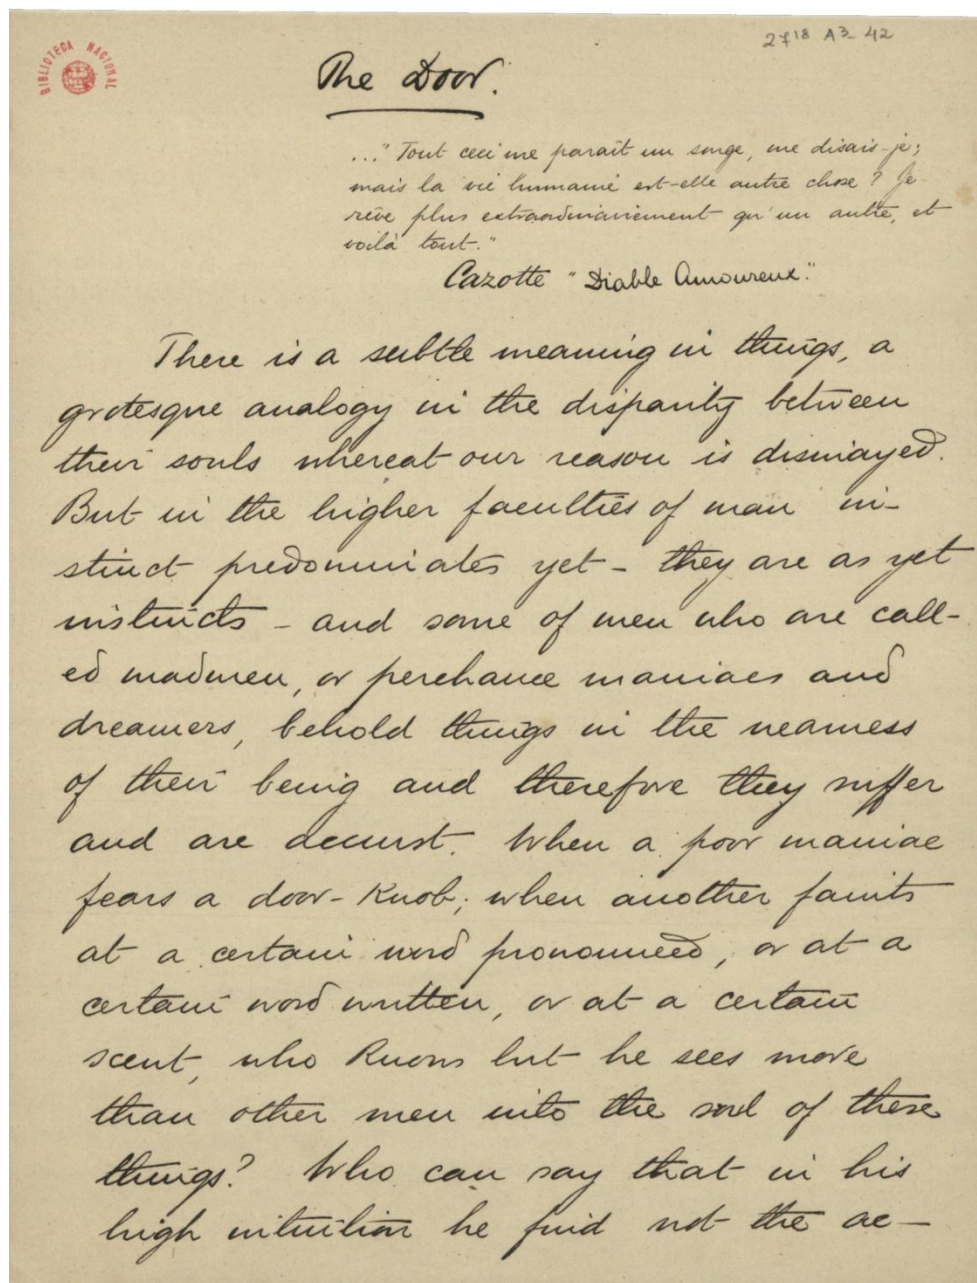 BIBLIOTECA NACIONAL
27¹⁸ A3- 42
The Door.
..."Tout ceci me parait un songe, me disais-je;
mais la vie humaine est-elle autre chose? Je
rêve plus extraordinairement qu'un autre, et
voilà tout."
Cazotte "Diable Amoureux."
There is a subtle meaning in things, a
grotesque analogy in the disparity between
their souls whereat our reason is dismayed.
But in the higher faculties of man in-
stinct predominates yet - they are as yet
instincts - and some of men who are call-
ed madmen, or perchance maniacs and
dreamers, behold things in the nearness
of their being and therefore they suffer
and are accurst. When a poor maniac
fears a door-knob; when another faints
at a certain word pronounced, or at a
certain word written, or at a certain
scent, who knows but he sees more
than other men into the soul of these
things? Who can say that in his
high intuition he find not the ac-